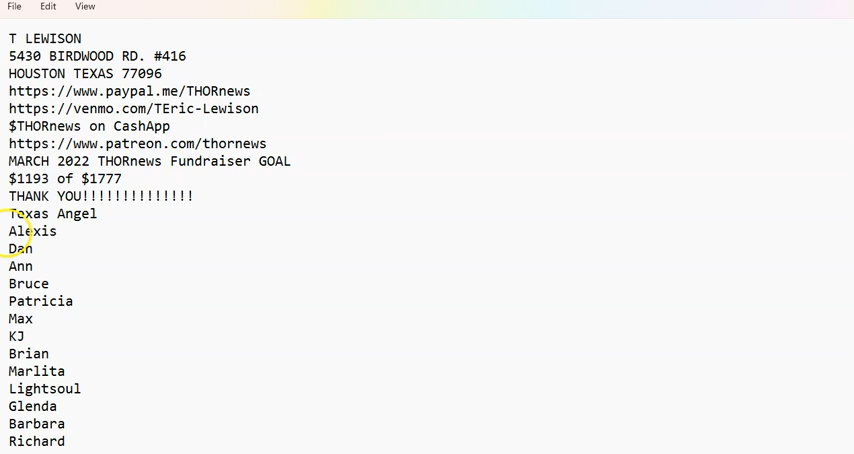 File Edit View
T LEWISON
5430 BIRDWOOD RD. #416
HOUSTON TEXAS 77096
https://www.paypal.me/THORnews
https://venmo.com/TEric-Lewison
$THORnews on CashApp
https://www.patreon.com/thornews
MARCH 2022 THORnews Fundraiser GOAL
$1193 of $1777
THANK YOU!!!!!!!!!!!!!!
Texas Angel
Alexis
Dan
Ann
Bruce
Patricia
Max
KJ
Brian
Marlita
Lightsoul
Glenda
Barbara
Richard